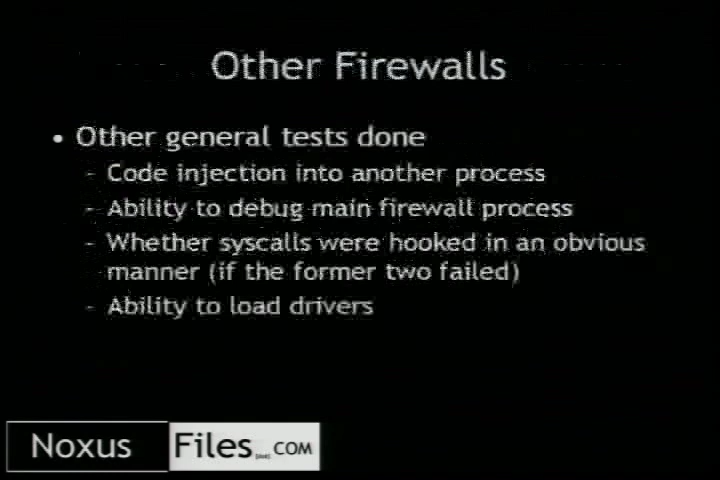 Other Firewalls
• Other general tests done
- Code injection into another process
- Ability to debug main firewall process
- Whether syscalls were hooked in an obvious
manner (if the former two failed)
- Ability to load drivers
Noxus Files[dot]COM